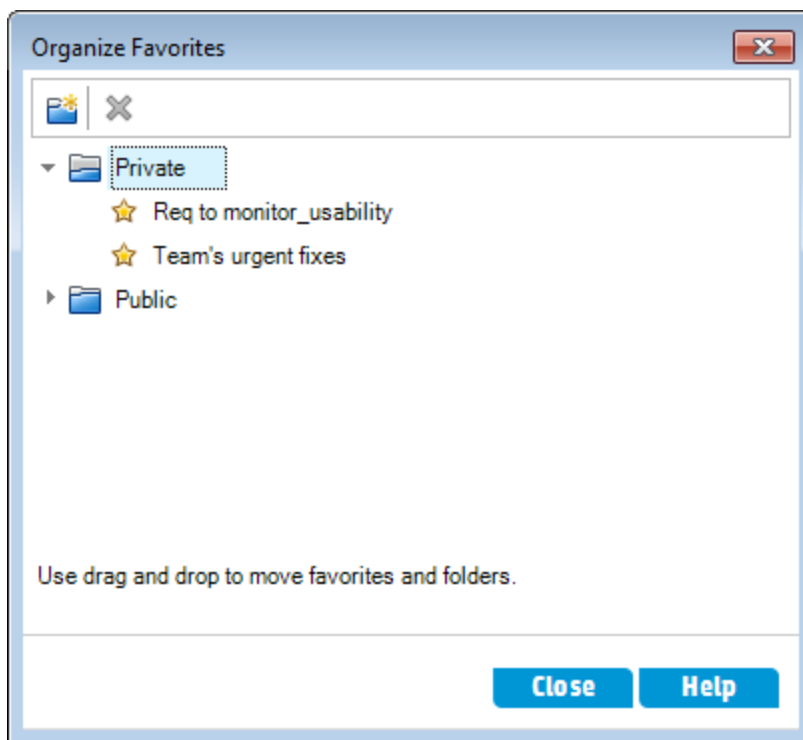 Organize Favorites
Private
Req to monitor_usability
Team's urgent fixes
Public
Use drag and drop to move favorites and folders.
Close Help